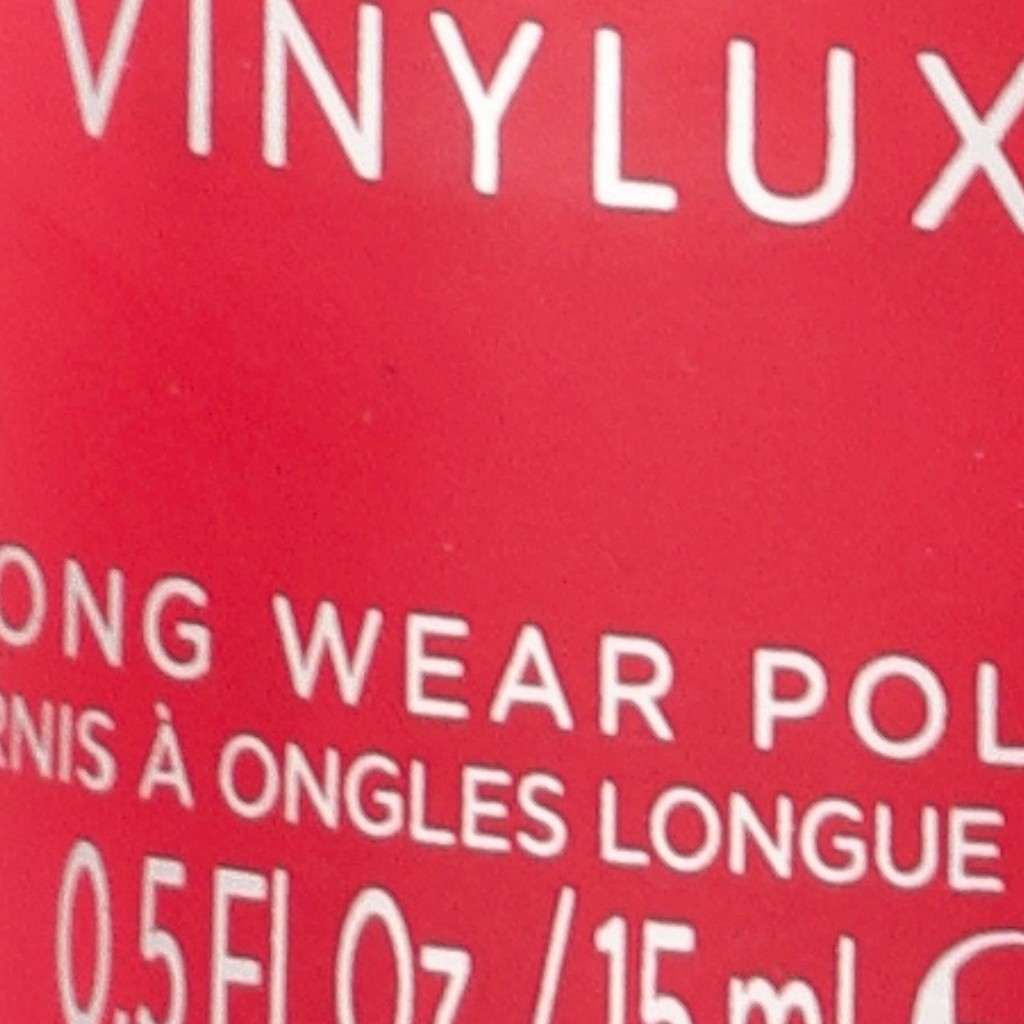 VINYLUX
ONG WEAR POL
RNIS À ONGLES LONGUE
0.5 Fl Oz / 15 ml